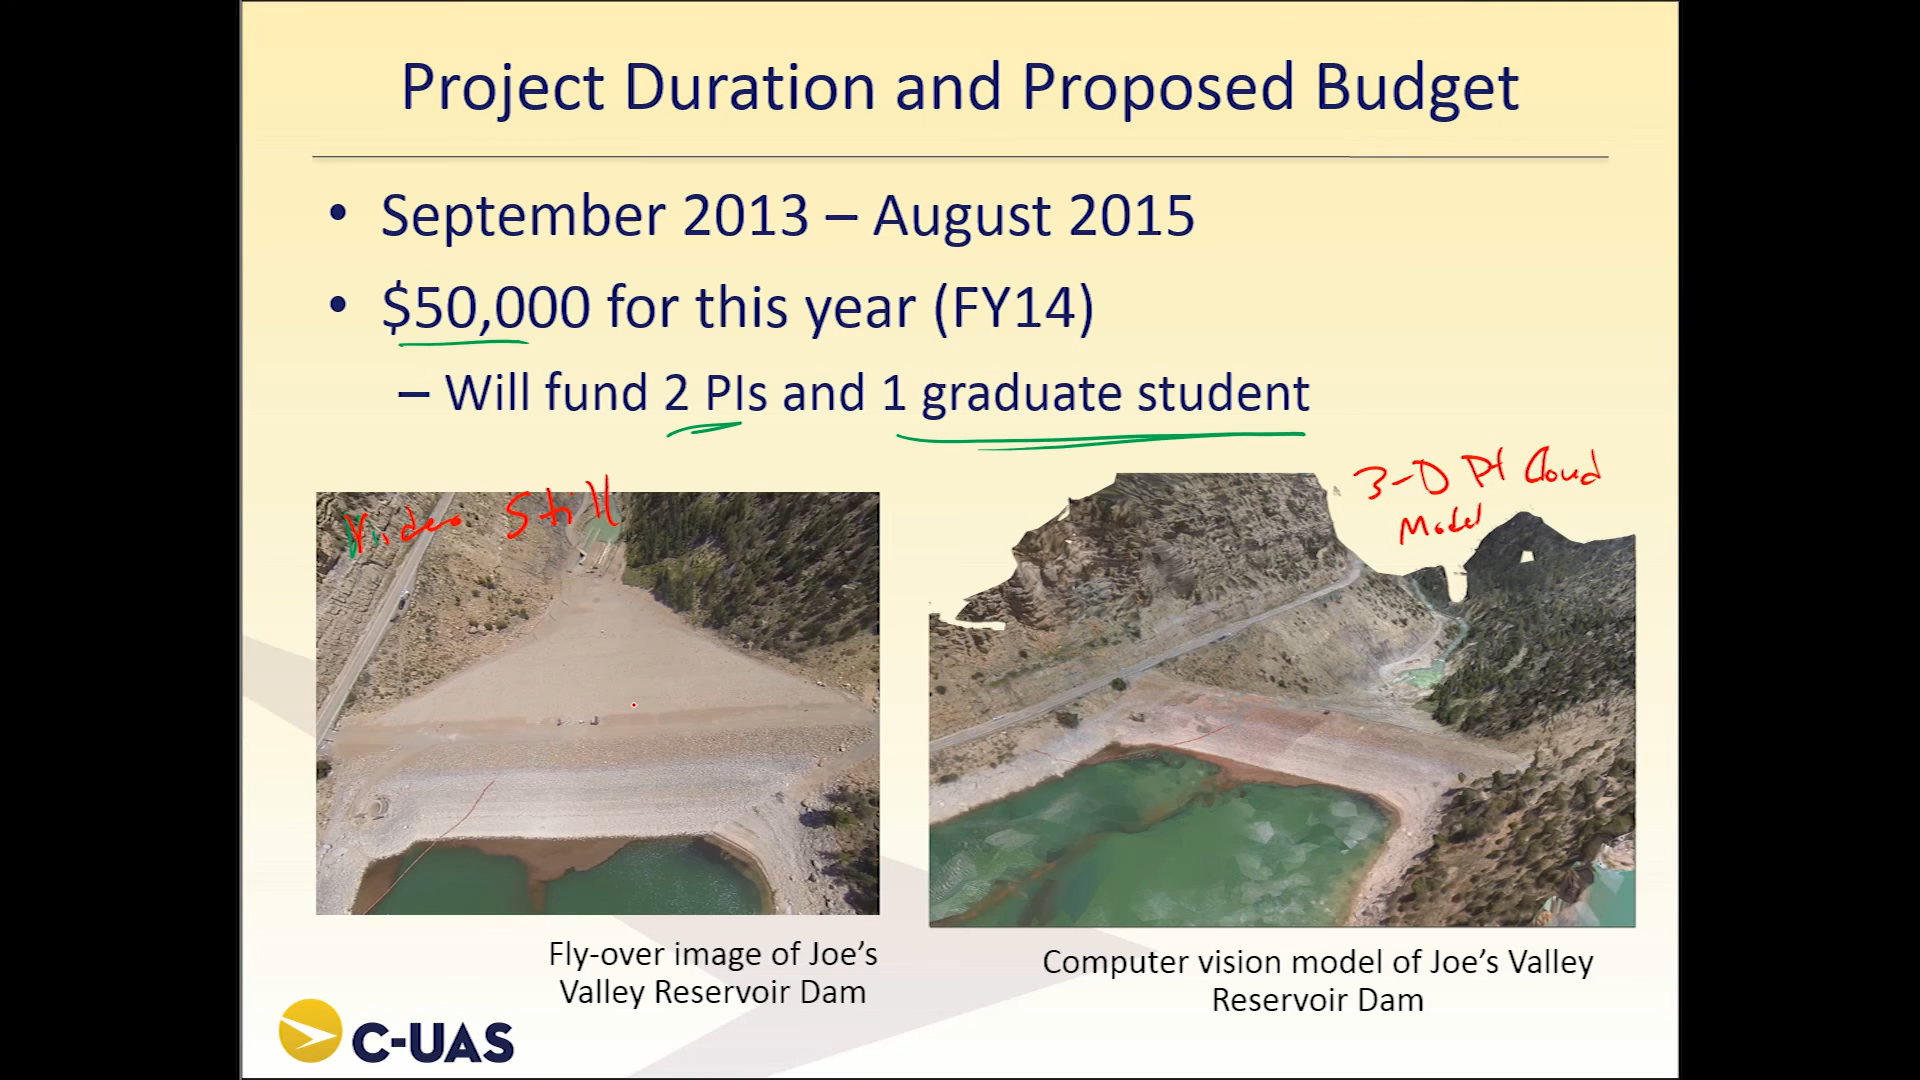 Project Duration and Proposed Budget
• September 2013 – August 2015
• $50,000 for this year (FY14)
– Will fund 2 PIs and 1 graduate student
Video Still
3-D Pt Cloud
Model
Fly-over image of Joe's
Valley Reservoir Dam
Computer vision model of Joe's Valley
Reservoir Dam
C-UAS